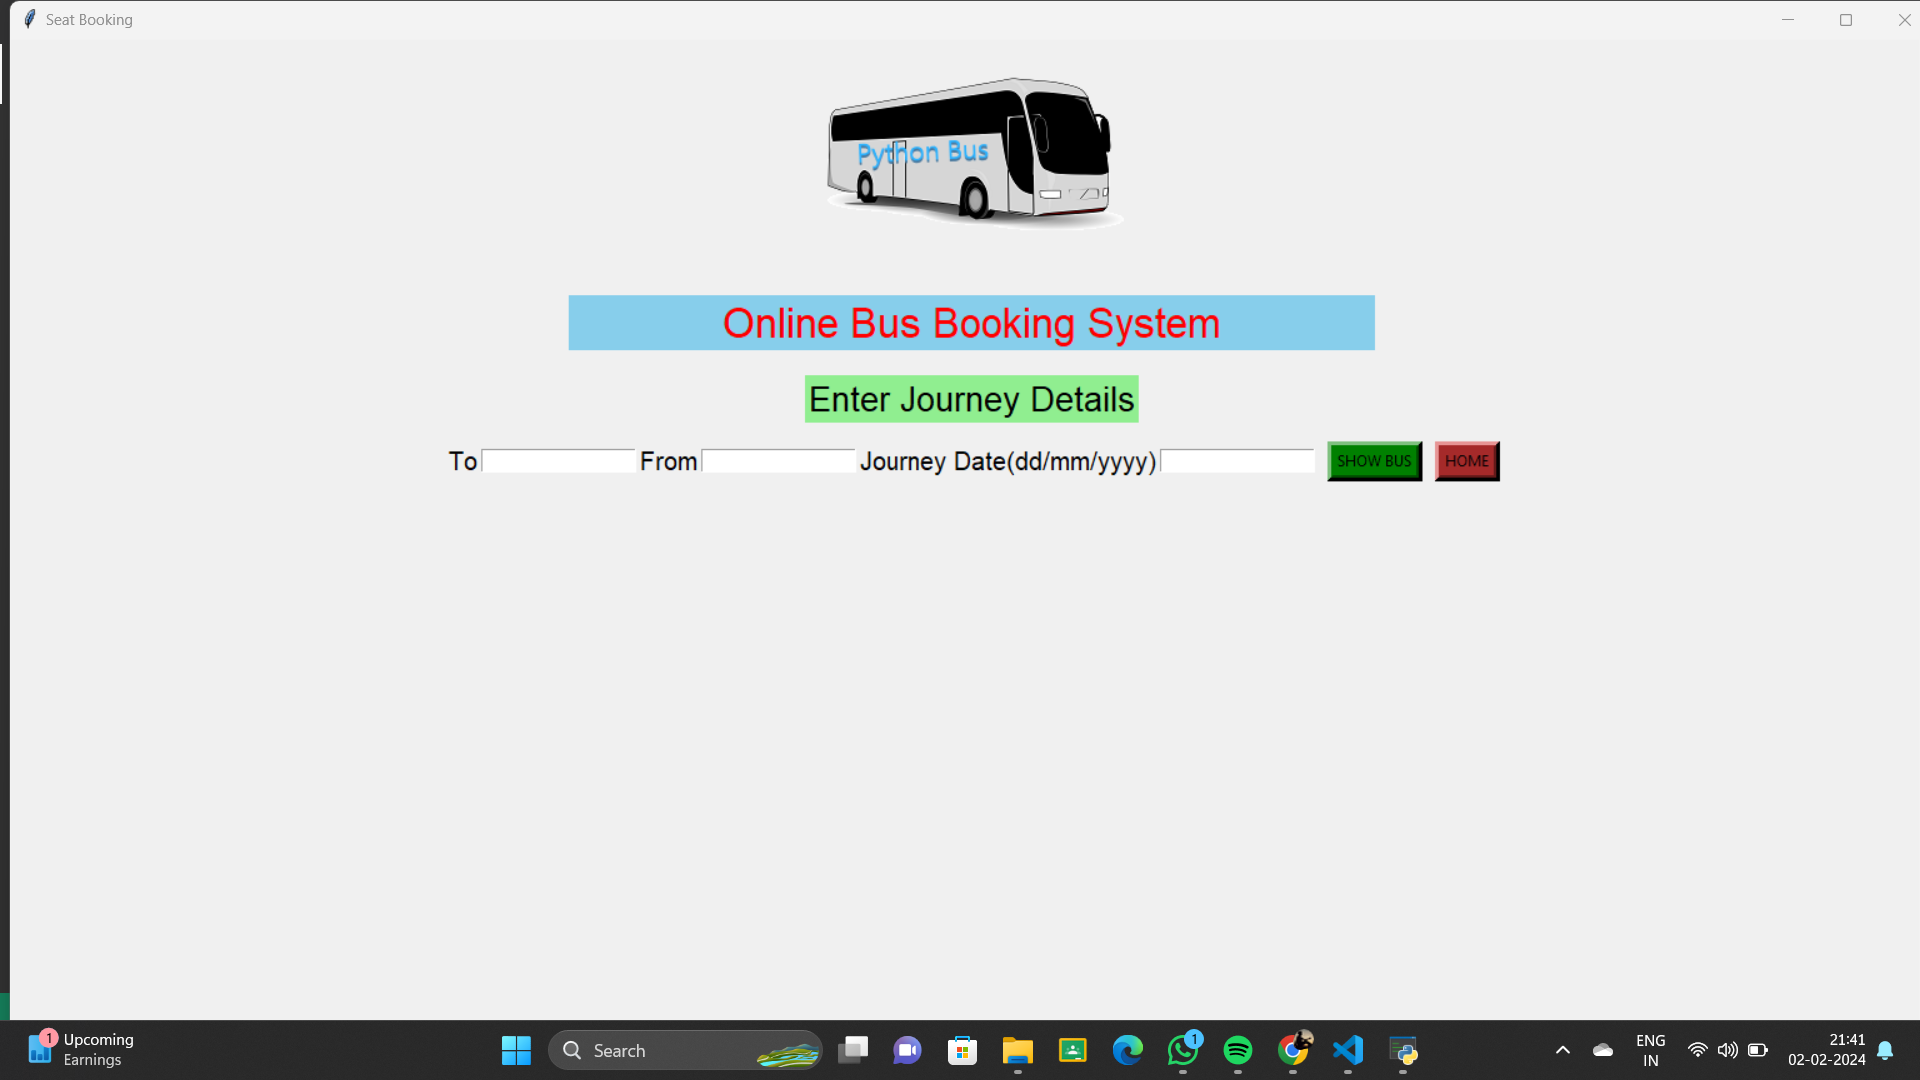 Seat Booking
Python Bus
Online Bus Booking System
Enter Journey Details
To From Journey Date(dd/mm/yyyy) SHOW BUS HOME
1
Upcoming
Earnings
Search
1
ENG
IN
21:41
02-02-2024